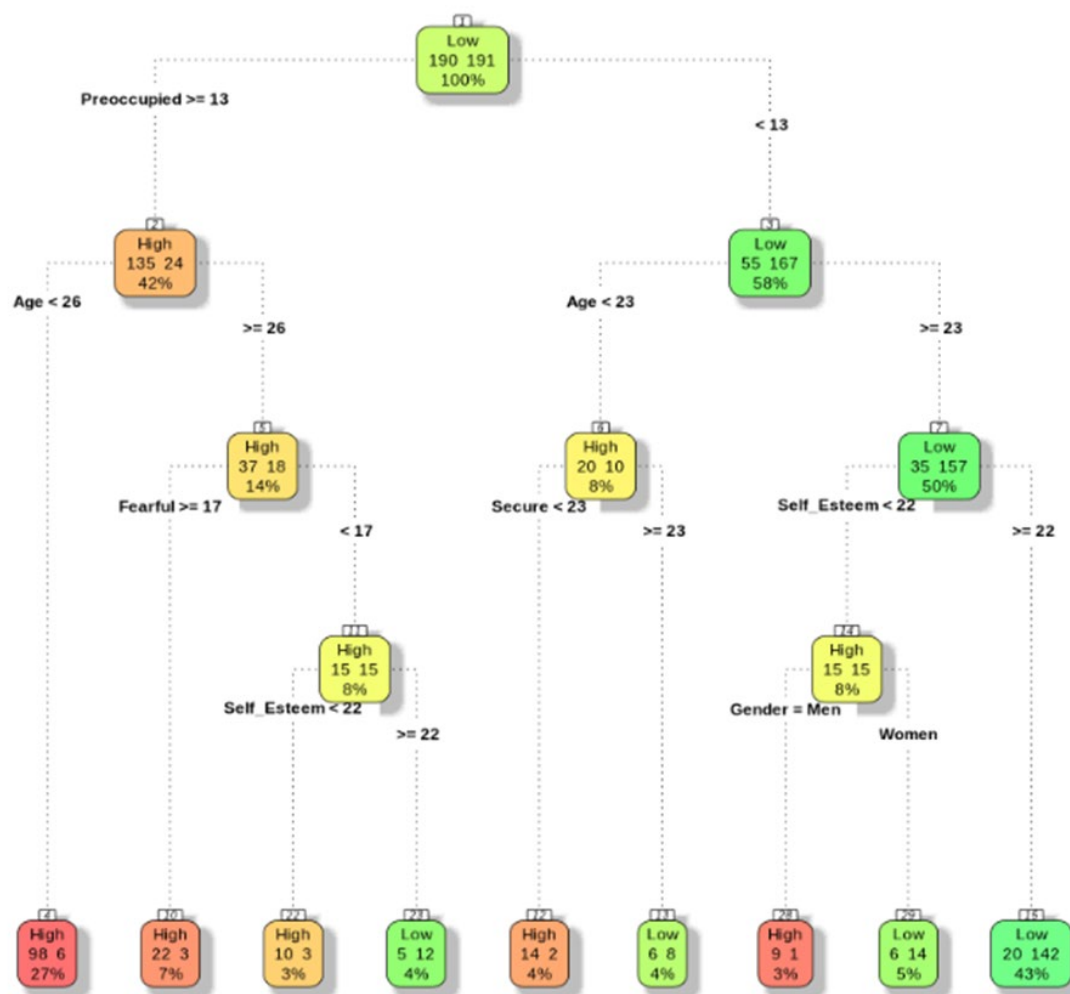 1
Low
190 191
100%
Preoccupied >= 13
< 13
2
High
135 24
42%
3
Low
55 167
58%
Age < 26
>= 26
Age < 23
>= 23
5
High
37 18
14%
6
High
20 10
8%
7
Low
35 157
50%
Fearful >= 17
< 17
Secure < 23
>= 23
Self_Esteem < 22
>= 22
11
High
15 15
8%
14
High
15 15
8%
Self_Esteem < 22
>= 22
Gender = Men
Women
4
High
98 6
27%
10
High
22 3
7%
22
High
10 3
3%
23
Low
5 12
4%
12
High
14 2
4%
13
Low
6 8
4%
28
High
9 1
3%
29
Low
6 14
5%
15
Low
20 142
43%